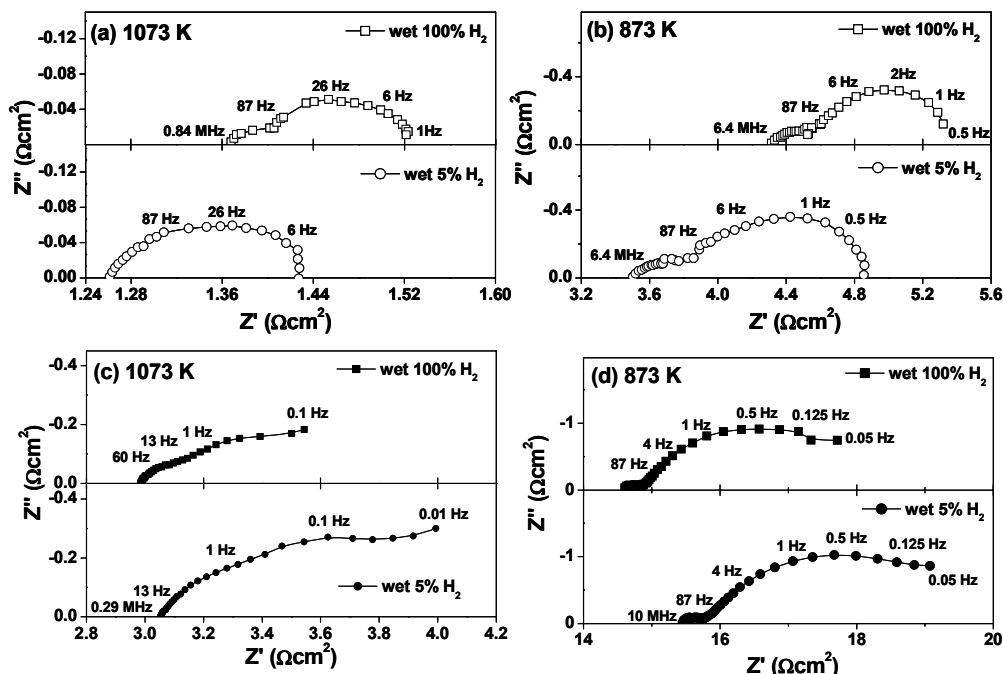 (a) 1073 K
wet 100% H2
-0.12
-0.08
-0.04
0.84 MHz
87 Hz
26 Hz
6 Hz
1Hz
wet 5% H2
-0.12
-0.08
-0.04
0.00
87 Hz
26 Hz
6 Hz
1.24 1.28 1.36 1.44 1.52 1.60
Z' (Ωcm²)
Z'' (Ωcm²)
(b) 873 K
wet 100% H2
-0.4
0.0
6.4 MHz
87 Hz
6 Hz
2Hz
1 Hz
0.5 Hz
wet 5% H2
-0.4
0.0
6.4 MHz
87 Hz
6 Hz
1 Hz
0.5 Hz
3.2 3.6 4.0 4.4 4.8 5.2 5.6
Z' (Ωcm²)
Z'' (Ωcm²)
(c) 1073 K
wet 100% H2
-0.4
-0.2
0.0
60 Hz
13 Hz
1 Hz
0.1 Hz
-0.4
-0.2
0.0
0.29 MHz
13 Hz
1 Hz
0.1 Hz
0.01 Hz
wet 5% H2
2.8 3.0 3.2 3.4 3.6 3.8 4.0 4.2
Z' (Ωcm²)
Z'' (Ωcm²)
(d) 873 K
wet 100% H2
-1
0
87 Hz
4 Hz
1 Hz
0.5 Hz
0.125 Hz
0.05 Hz
wet 5% H2
-1
0
10 MHz
87 Hz
4 Hz
1 Hz
0.5 Hz
0.125 Hz
0.05 Hz
14 16 18 20
Z' (Ωcm²)
Z'' (Ωcm²)